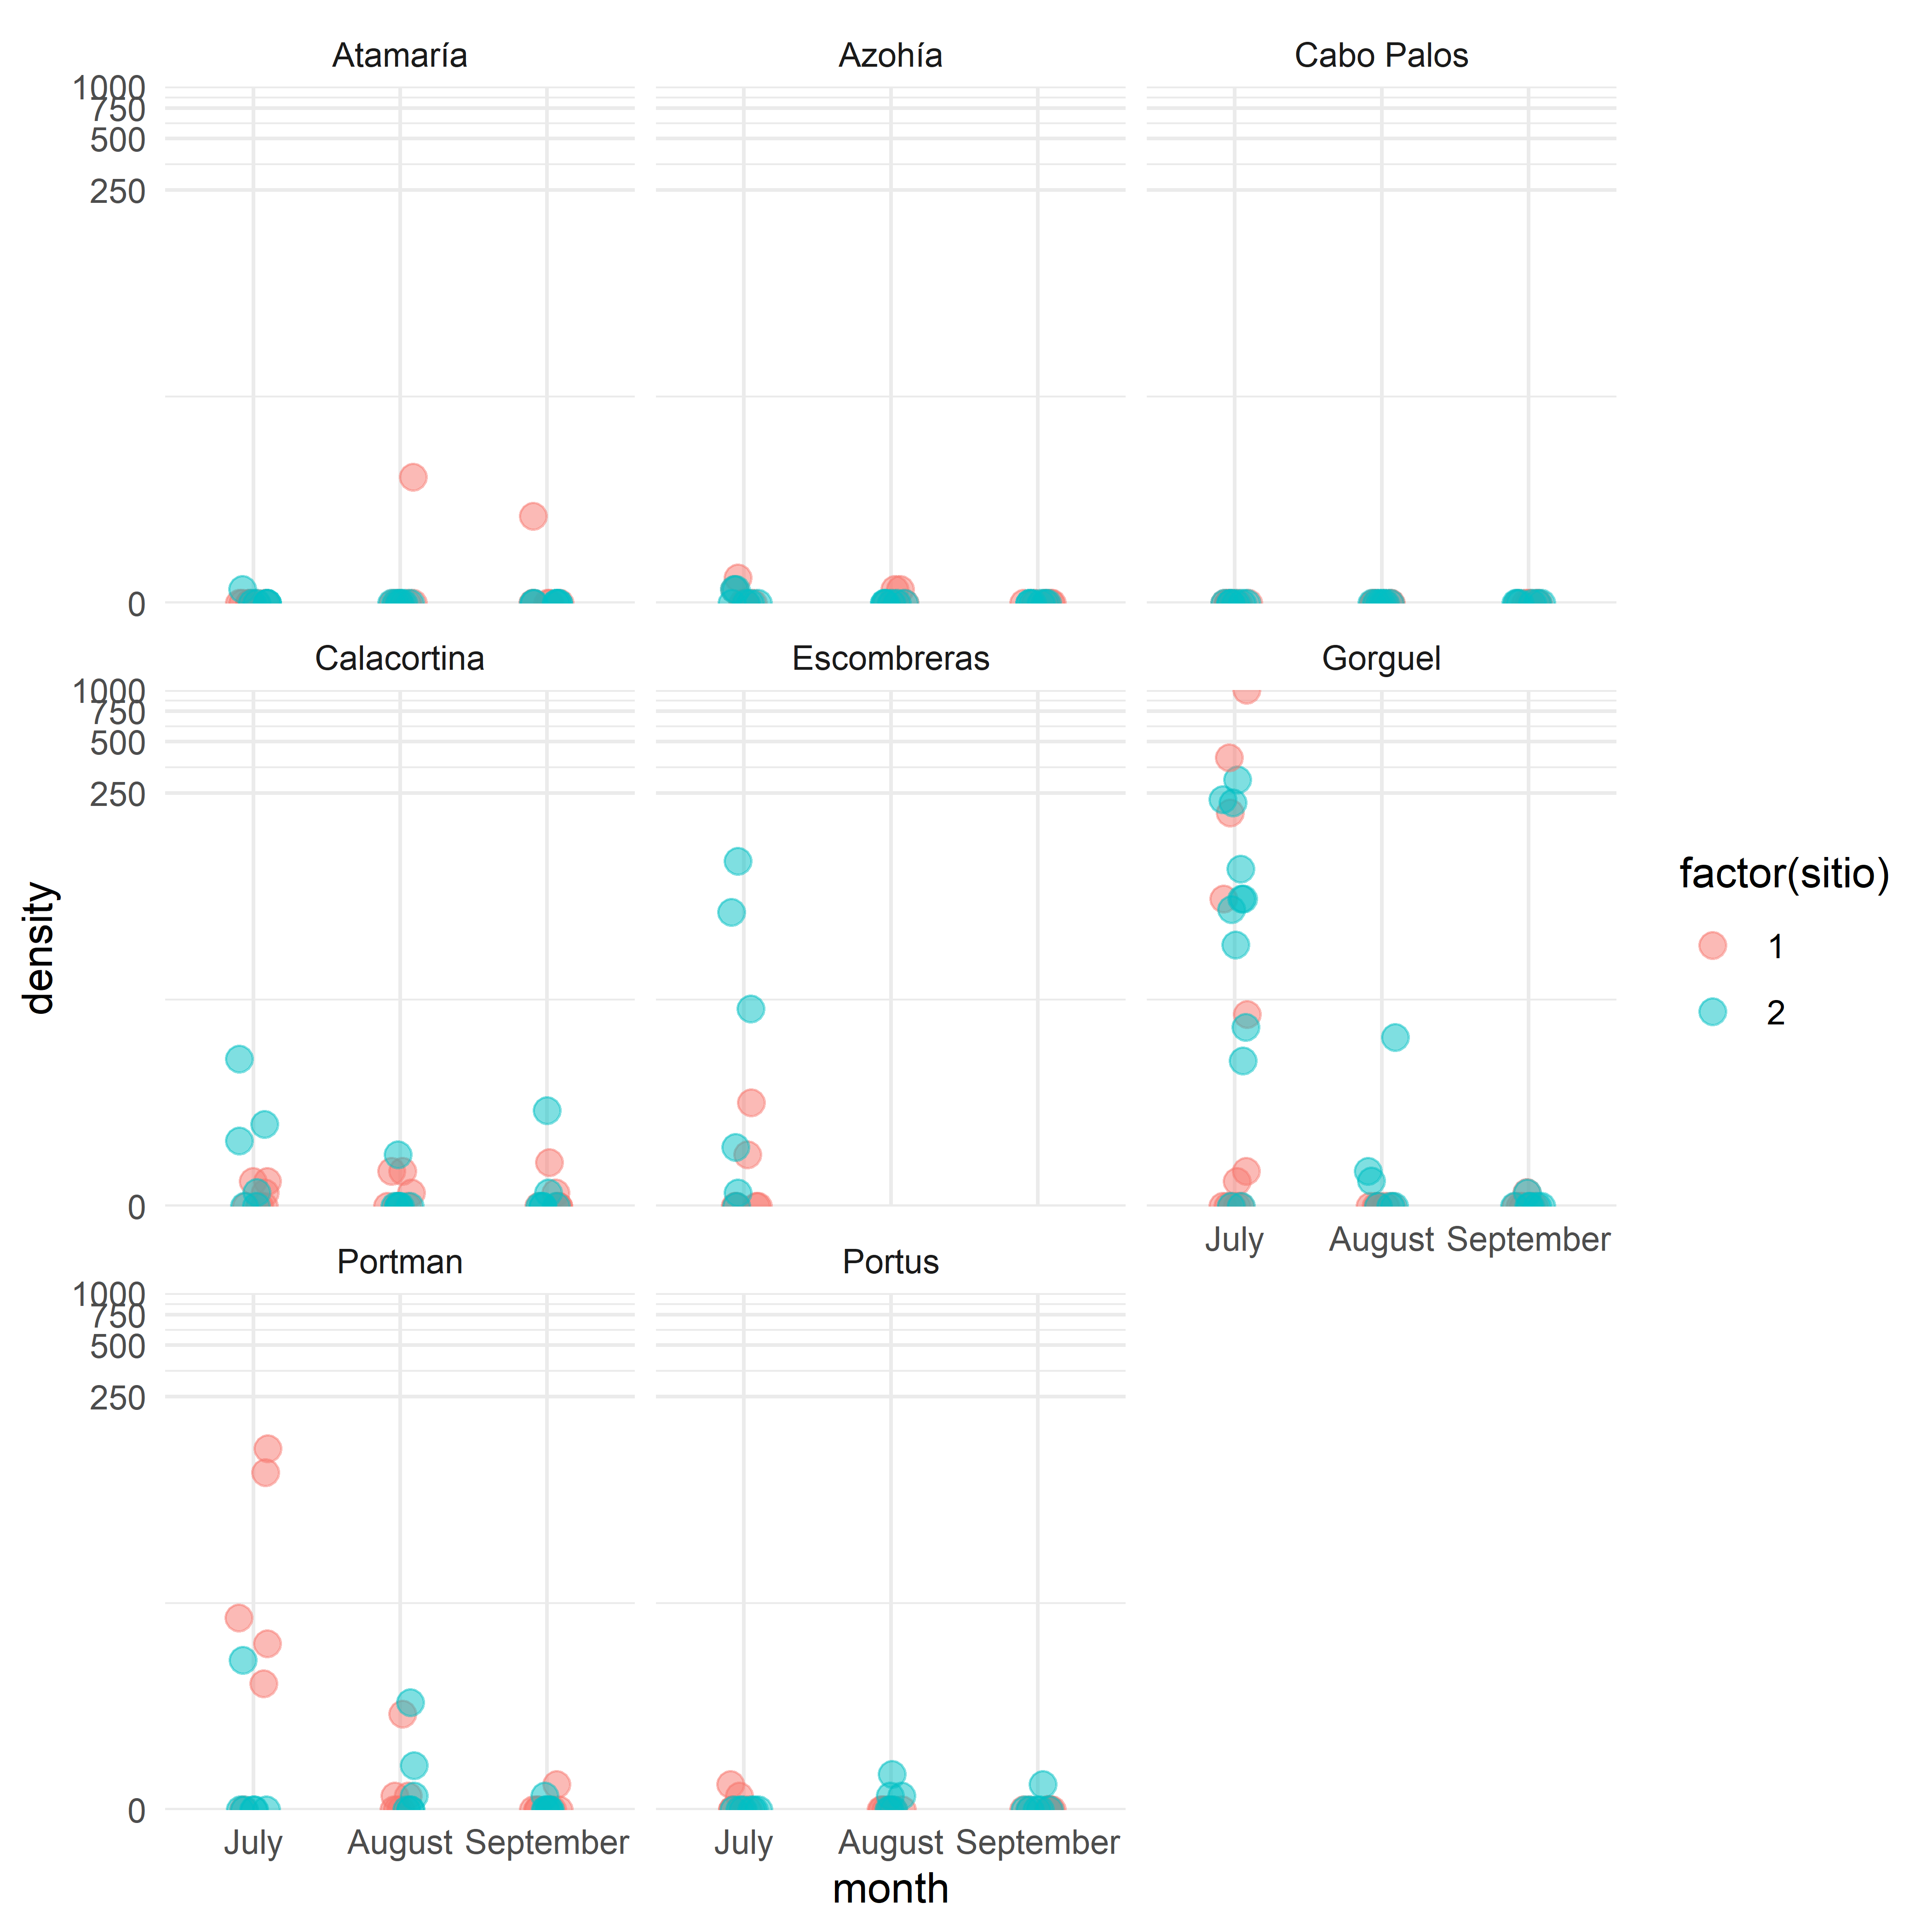 Atamaría Azohía Cabo Palos
1000
750
500
250
0
Calacortina Escombreras Gorguel
1000
750
500
250
0
July August September
Portman Portus
1000
750
500
250
0
July August September July August September
month
density
factor(sitio)
1
2